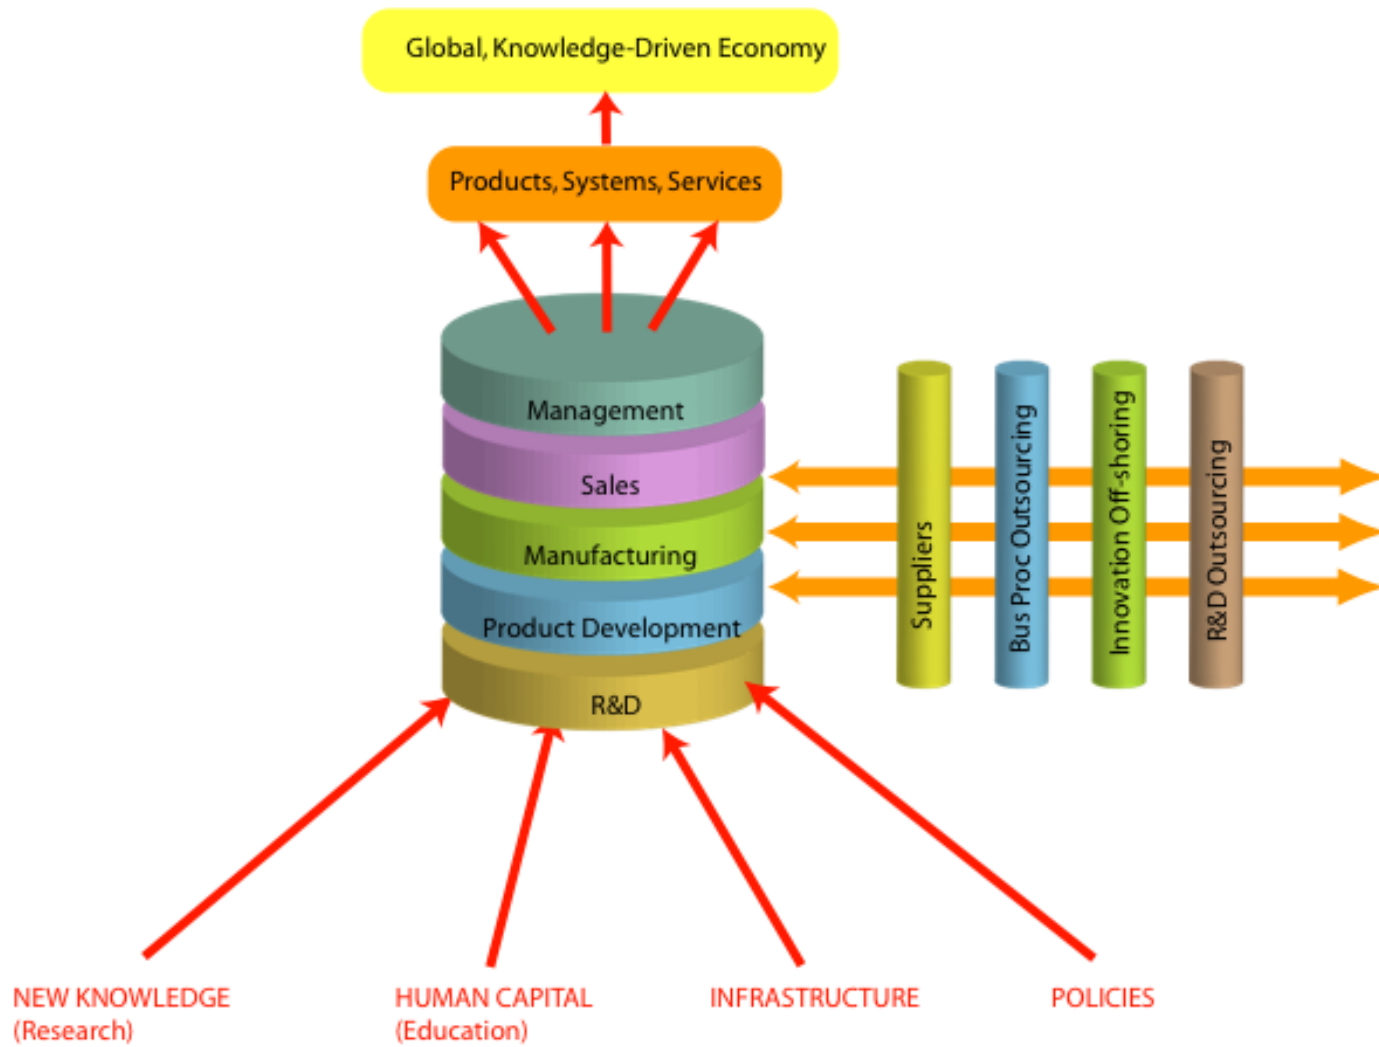 Global, Knowledge-Driven Economy
Products, Systems, Services
Management
Sales
Manufacturing
Product Development
R&D
Suppliers
Bus Proc Outsourcing
Innovation Off-shoring
R&D Outsourcing
NEW KNOWLEDGE
(Research)
HUMAN CAPITAL
(Education)
INFRASTRUCTURE
POLICIES